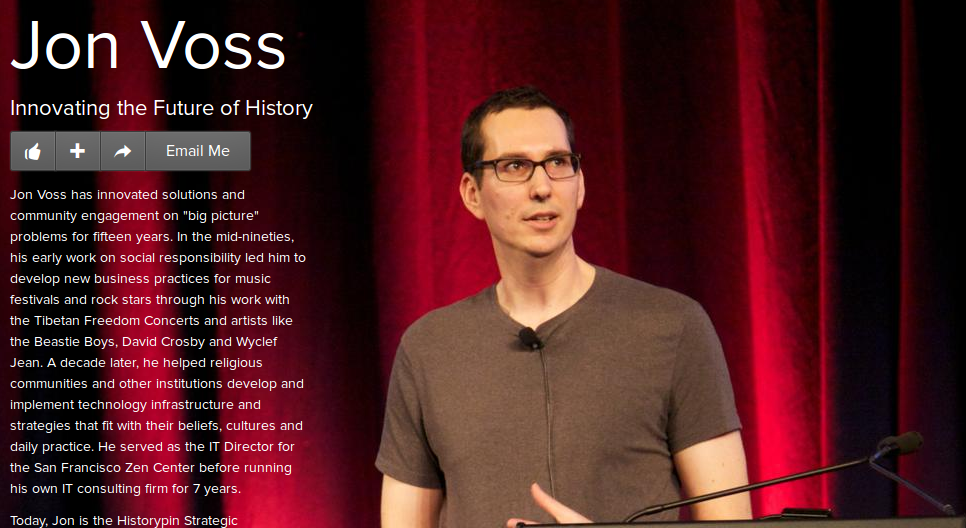 Jon Voss
Innovating the Future of History
Email Me
Jon Voss has innovated solutions and
community engagement on "big picture"
problems for fifteen years. In the mid-nineties,
his early work on social responsibility led him to
develop new business practices for music
festivals and rock stars through his work with
the Tibetan Freedom Concerts and artists like
the Beastie Boys, David Crosby and Wyclef
Jean. A decade later, he helped religious
communities and other institutions develop and
implement technology infrastructure and
strategies that fit with their beliefs, cultures and
daily practice. He served as the IT Director for
the San Francisco Zen Center before running
his own IT consulting firm for 7 years.
Today, Jon is the Historypin Strategic